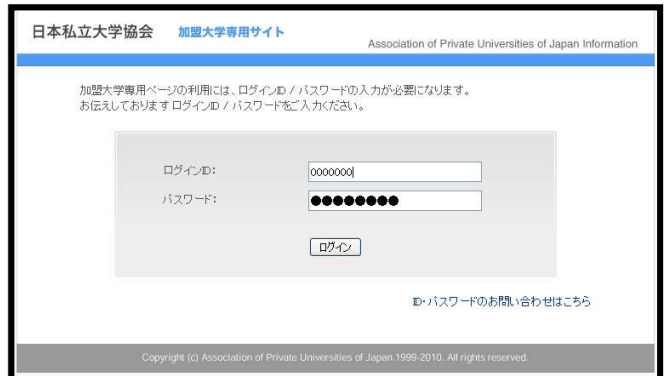 日本私立大学協会 加盟大学専用サイト
Association of Private Universities of Japan Information
加盟大学専用ページの利用には、ログインID / パスワードの入力が必要になります。
お伝えしておりますログインID / パスワードをご入力ください。
ログインID: 0000000
パスワード: ●●●●●●●●
ログイン
ID・パスワードのお問い合わせはこちら
Copyright (c) Association of Private Universities of Japan.1999-2010. All rights reserved.